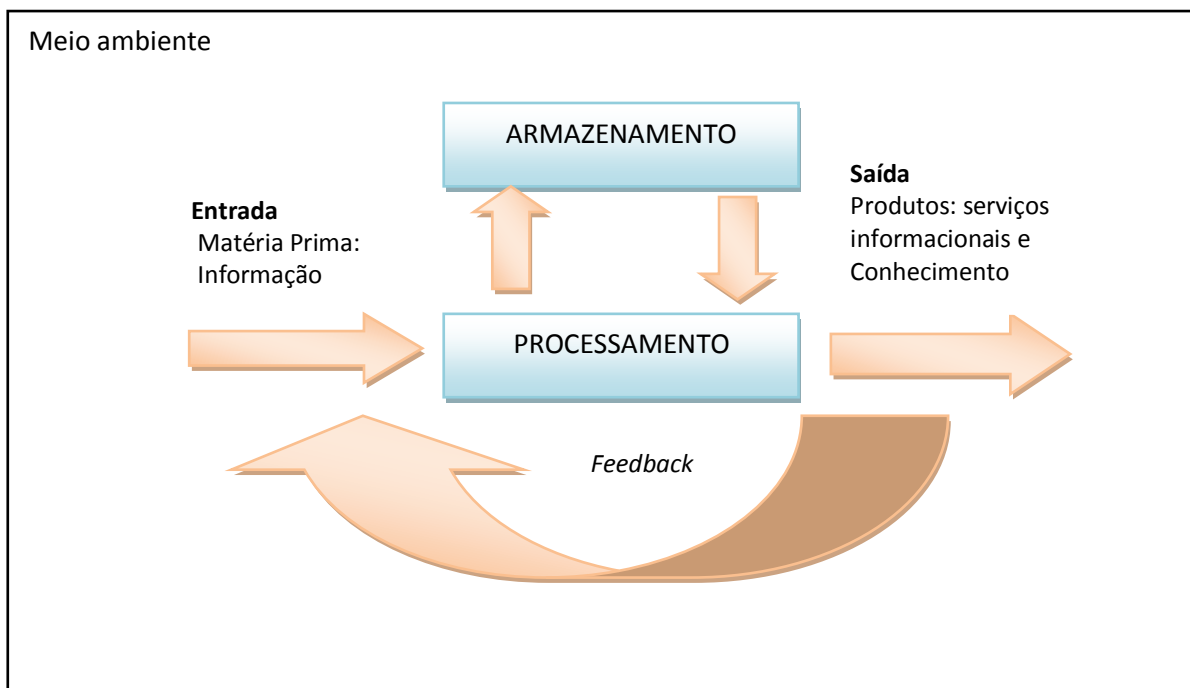 Meio ambiente
ARMAZENAMENTO
Entrada
Matéria Prima:
Informação
Saída
Produtos: serviços
informacionais e
Conhecimento
PROCESSAMENTO
Feedback